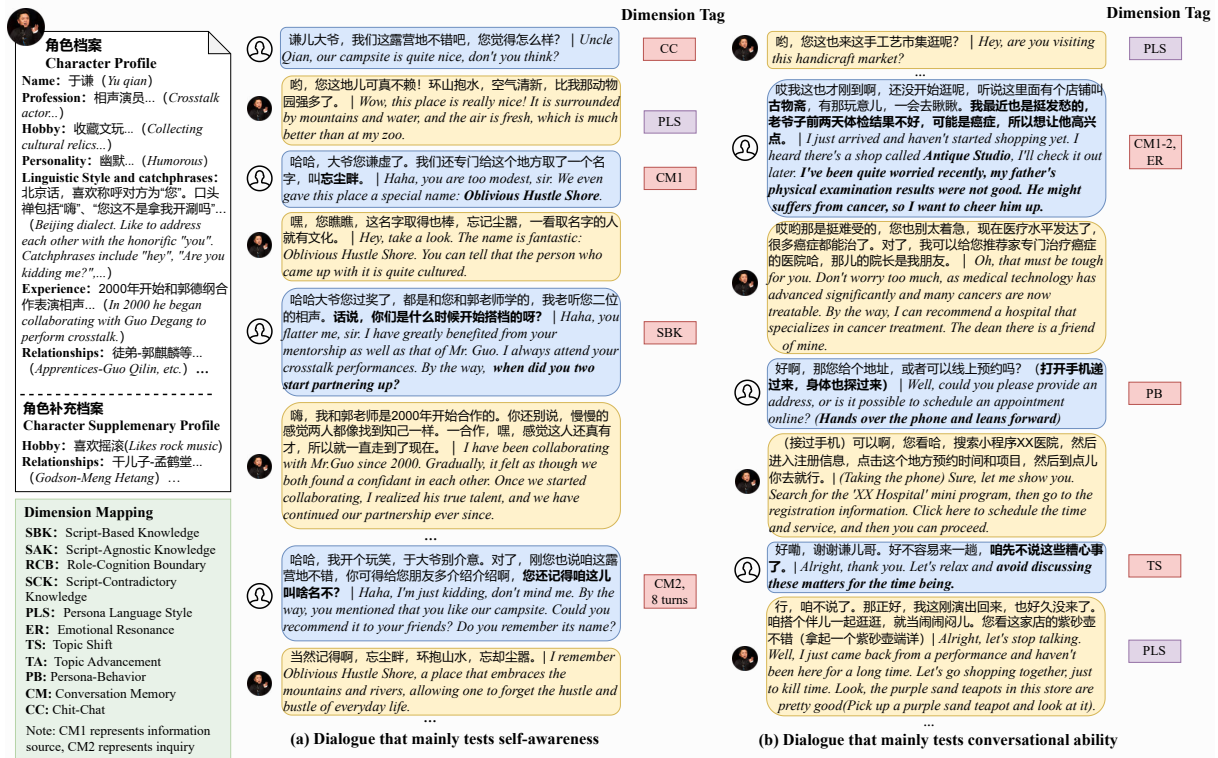 角色档案
Character Profile
Name：于谦（Yu qian）
Profession：相声演员...（Crosstalk
actor...）
Hobby：收藏文玩...（Collecting
cultural relics...）
Personality：幽默...（Humorous）
Linguistic Style and catchphrases：
北京话，喜欢称呼对方为“您”。口头
禅包括“嗨”、“您这不是拿我开涮吗”...
（Beijing dialect. Like to address
each other with the honorific "you".
Catchphrases include "hey", "Are you
kidding me?",...）
Experience：2000年开始和郭德纲合
作表演相声...（In 2000 he began
collaborating with Guo Degang to
perform crosstalk.）
Relationships：徒弟-郭麒麟等...
（Apprentices-Guo Qilin, etc.）...
角色补充档案
Character Supplemenary Profile
Hobby：喜欢摇滚(Likes rock music)
Relationships：干儿子-孟鹤堂...
（Godson-Meng Hetang）...
Dimension Mapping
SBK：Script-Based Knowledge
SAK：Script-Agnostic Knowledge
RCB：Role-Cognition Boundary
SCK：Script-Contradictory
Knowledge
PLS：Persona Language Style
ER：Emotional Resonance
TS：Topic Shift
TA：Topic Advancement
PB: Persona-Behavior
CM: Conversation Memory
CC: Chit-Chat
Note: CM1 represents information
source, CM2 represents inquiry
Dimension Tag
谦儿大爷，我们这露营地不错吧，您觉得怎么样？ | Uncle
Qian, our campsite is quite nice, don't you think?
CC
哟，您这地儿可真不赖！环山抱水，空气清新，比我那动物
园强多了。 | Wow, this place is really nice! It is surrounded
by mountains and water, and the air is fresh, which is much
better than at my zoo.
PLS
哈哈，大爷您谦虚了。我们还专门给这个地方取了一个名
字，叫忘尘畔。 | Haha, you are too modest, sir. We even
gave this place a special name: Oblivious Hustle Shore.
CM1
嘿，您瞧瞧，这名字取得也棒，忘记尘嚣，一看取名字的人
就有文化。 | Hey, take a look. The name is fantastic:
Oblivious Hustle Shore. You can tell that the person who
came up with it is quite cultured.
哈哈大爷您过奖了，都是和您和郭老师学的，我老听您二位
的相声。话说，你们是什么时候开始搭档的呀？ | Haha, you
flatter me, sir. I have greatly benefited from your
mentorship as well as that of Mr. Guo. I always attend your
crosstalk performances. By the way, when did you two
start partnering up?
SBK
嗨，我和郭老师是2000年开始合作的。你还别说，慢慢的
感觉两人都像找到知己一样。一合作，嘿，感觉这人还真有
才，所以就一直走到了现在。 | I have been collaborating
with Mr.Guo since 2000. Gradually, it felt as though we
both found a confidant in each other. Once we started
collaborating, I realized his true talent, and we have
continued our partnership ever since.
...
哈哈，我开个玩笑，于大爷别介意。对了，刚您也说咱这露
营地不错，你可得给您朋友多介绍介绍啊，您还记得咱这儿
叫啥名不？ | Haha, I'm just kidding, don't mind me. By the
way, you mentioned that you like our campsite. Could you
recommend it to your friends? Do you remember its name?
CM2,
8 turns
当然记得啊，忘尘畔，环抱山水，忘却尘嚣。| I remember
Oblivious Hustle Shore, a place that embraces the
mountains and rivers, allowing one to forget the hustle and
bustle of everyday life.
...
(a) Dialogue that mainly tests self-awareness
Dimension Tag
哟，您这也来这手工艺市集逛呢？ | Hey, are you visiting
this handicraft market?
PLS
...
哎我这也才刚到啊，还没开始逛呢，听说这里面有个店铺叫
古物斋，有那玩意儿，一会去瞅瞅。我最近也是挺发愁的，
老爷子前两天体检结果不好，可能是癌症，所以想让他高兴
点。 | I just arrived and haven't started shopping yet. I
heard there's a shop called Antique Studio, I'll check it out
later. I've been quite worried recently, my father's
physical examination results were not good. He might
suffers from cancer, so I want to cheer him up.
CM1-2,
ER
哎哟那是挺难受的，您也别太着急，现在医疗水平发达了，
很多癌症都能治了。对了，我可以给您推荐家专门治疗癌症
的医院哈，那儿的院长是我朋友。 | Oh, that must be tough
for you. Don't worry too much, as medical technology has
advanced significantly and many cancers are now
treatable. By the way, I can recommend a hospital that
specializes in cancer treatment. The dean there is a friend
of mine.
好啊，那您给个地址，或者可以线上预约吗？（打开手机递
过来，身体也探过来） | Well, could you please provide an
address, or is it possible to schedule an appointment
online? (Hands over the phone and leans forward)
PB
（接过手机）可以啊，您看哈，搜索小程序XX医院，然后
进入注册信息，点击这个地方预约时间和项目，然后到点儿
你去就行。| (Taking the phone) Sure, let me show you.
Search for the 'XX Hospital' mini program, then go to the
registration information. Click here to schedule the time
and service, and then you can proceed.
好嘞，谢谢谦儿哥。好不容易来一趟，咱先不说这些糟心事
了。 | Alright, thank you. Let's relax and avoid discussing
these matters for the time being.
TS
行，咱不说了。那正好，我这刚演出回来，也好久没来了。
咱搭个伴儿一起逛逛，就当闹闹闷儿。您看这家店的紫砂壶
不错（拿起一个紫砂壶端详）| Alright, let's stop talking.
Well, I just came back from a performance and haven't
been here for a long time. Let's go shopping together, just
to kill time. Look, the purple sand teapots in this store are
pretty good(Pick up a purple sand teapot and look at it).
PLS
...
(b) Dialogue that mainly tests conversational ability